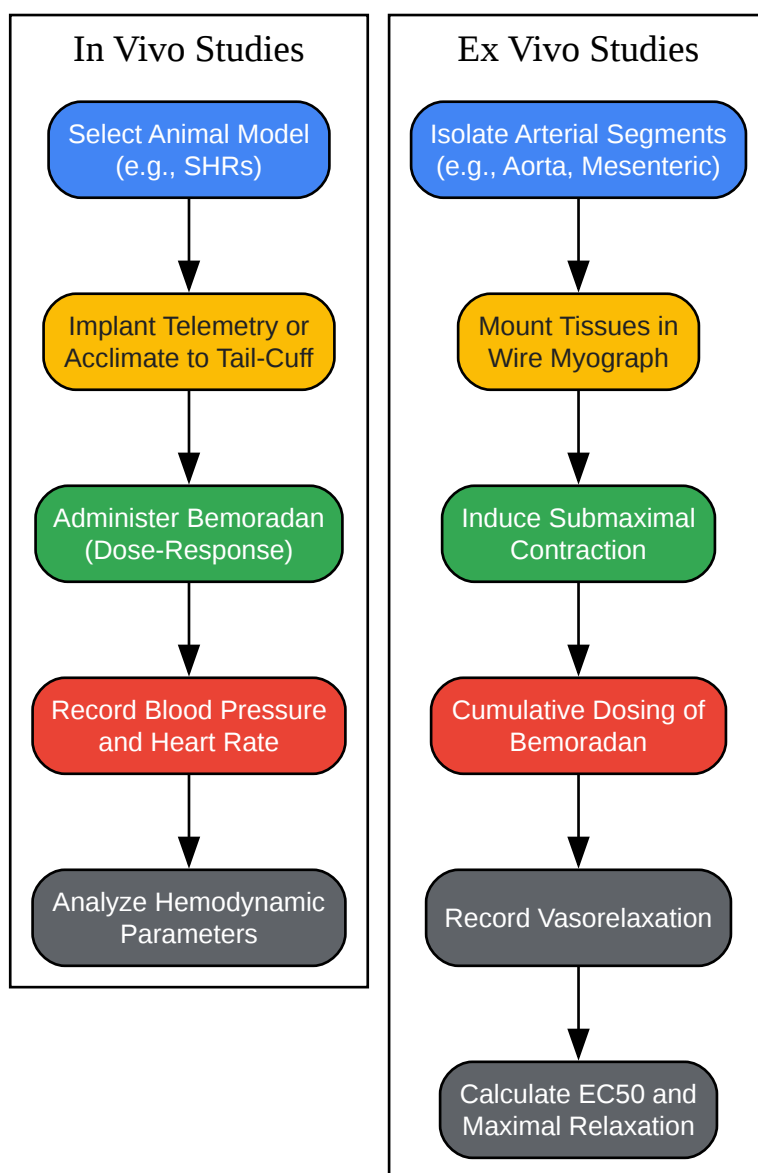 In Vivo Studies
Select Animal Model
(e.g., SHRs)
Implant Telemetry or
Acclimate to Tail-Cuff
Administer Bemoradan
(Dose-Response)
Record Blood Pressure
and Heart Rate
Analyze Hemodynamic
Parameters
Ex Vivo Studies
Isolate Arterial Segments
(e.g., Aorta, Mesenteric)
Mount Tissues in
Wire Myograph
Induce Submaximal
Contraction
Cumulative Dosing of
Bemoradan
Record Vasorelaxation
Calculate EC50 and
Maximal Relaxation